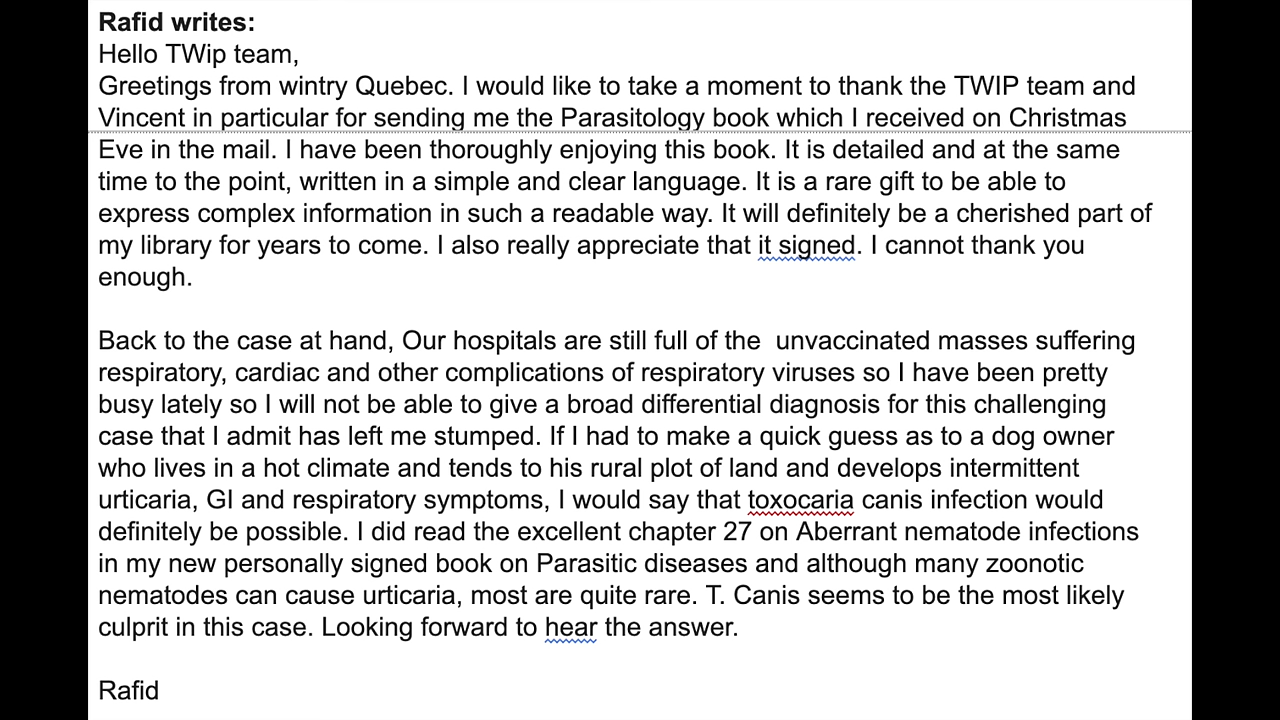 Rafid writes:
Hello TWip team,
Greetings from wintry Quebec. I would like to take a moment to thank the TWIP team and
Vincent in particular for sending me the Parasitology book which I received on Christmas
Eve in the mail. I have been thoroughly enjoying this book. It is detailed and at the same
time to the point, written in a simple and clear language. It is a rare gift to be able to
express complex information in such a readable way. It will definitely be a cherished part of
my library for years to come. I also really appreciate that it signed. I cannot thank you
enough.
Back to the case at hand, Our hospitals are still full of the  unvaccinated masses suffering
respiratory, cardiac and other complications of respiratory viruses so I have been pretty
busy lately so I will not be able to give a broad differential diagnosis for this challenging
case that I admit has left me stumped. If I had to make a quick guess as to a dog owner
who lives in a hot climate and tends to his rural plot of land and develops intermittent
urticaria, GI and respiratory symptoms, I would say that toxocaria canis infection would
definitely be possible. I did read the excellent chapter 27 on Aberrant nematode infections
in my new personally signed book on Parasitic diseases and although many zoonotic
nematodes can cause urticaria, most are quite rare. T. Canis seems to be the most likely
culprit in this case. Looking forward to hear the answer.
Rafid